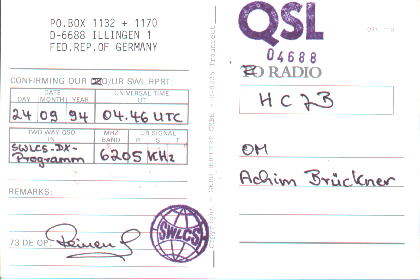 P.O.BOX 1132 + 1170
D-6688 ILLINGEN 1
FED.REP.OF GERMANY
CONFIRMING OUR QSO/UR SWL RPRT:
DAY
DATE
(MONTH)
YEAR
UNIVERSAL TIME
UT
24 09 94
04.46 UTC
TWO WAY QSO
IN
MHZ
BAND
UR SIGNAL
R S T
SWLCS-DX-
Programm
6205 KHz
REMARKS:
73 DE OP:
SWLCS
QSL
04688
TO RADIO
HC7B
OM
Achim Brückner